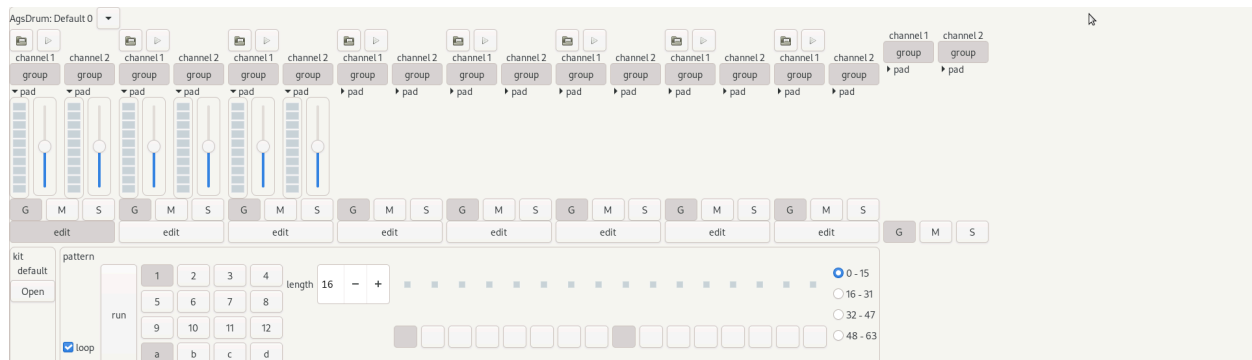 AgsDrum: Default 0
channel 1 channel 2 channel 1 channel 2 channel 1 channel 2 channel 1 channel 2 channel 1 channel 2 channel 1 channel 2 channel 1 channel 2 channel 1 channel 2 channel 1 channel 2
group group group group group group group group group group group group group group group group group group
pad pad pad pad pad pad pad pad pad pad pad pad pad pad pad pad pad pad
G M S G M S G M S G M S G M S G M S G M S G M S
edit edit edit edit edit edit edit edit G M S
kit pattern
default 1 2 3 4 length 16 − + 0 - 15
Open 5 6 7 8 16 - 31
run 9 10 11 12 32 - 47
loop a b c d 48 - 63